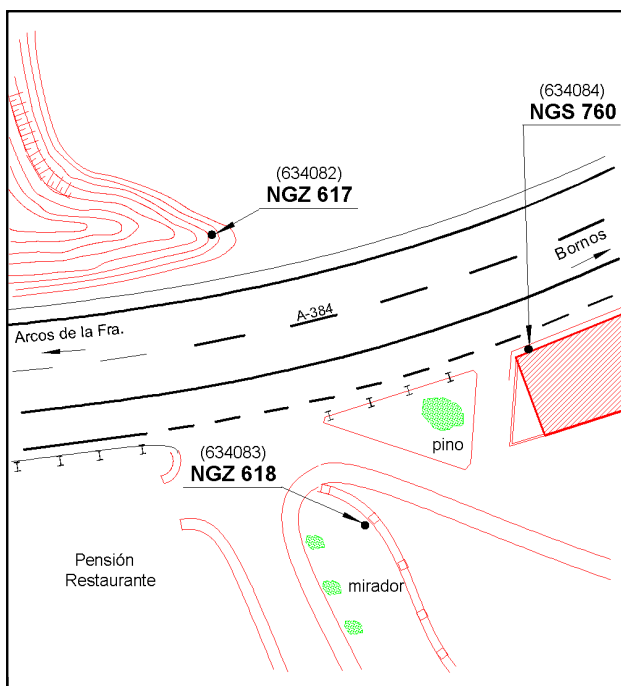 (634084)
NGS 760
(634082)
NGZ 617
Bornos
A-384
Arcos de la Fra.
pino
(634083)
NGZ 618
Pensión
Restaurante
mirador